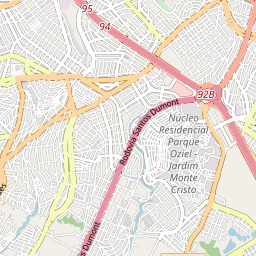 95
94
92B
Rodovia Santos Dumont
Núcleo
Residencial
Parque
Oziel -
Jardim
Monte
Cristo
s Dumont